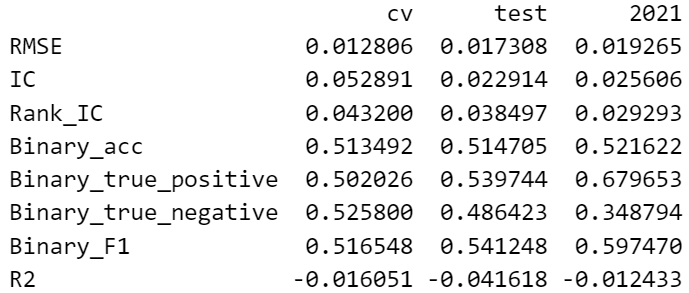 cv test 2021
RMSE 0.012806 0.017308 0.019265
IC 0.052891 0.022914 0.025606
Rank_IC 0.043200 0.038497 0.029293
Binary_acc 0.513492 0.514705 0.521622
Binary_true_positive 0.502026 0.539744 0.679653
Binary_true_negative 0.525800 0.486423 0.348794
Binary_F1 0.516548 0.541248 0.597470
R2 -0.016051 -0.041618 -0.012433